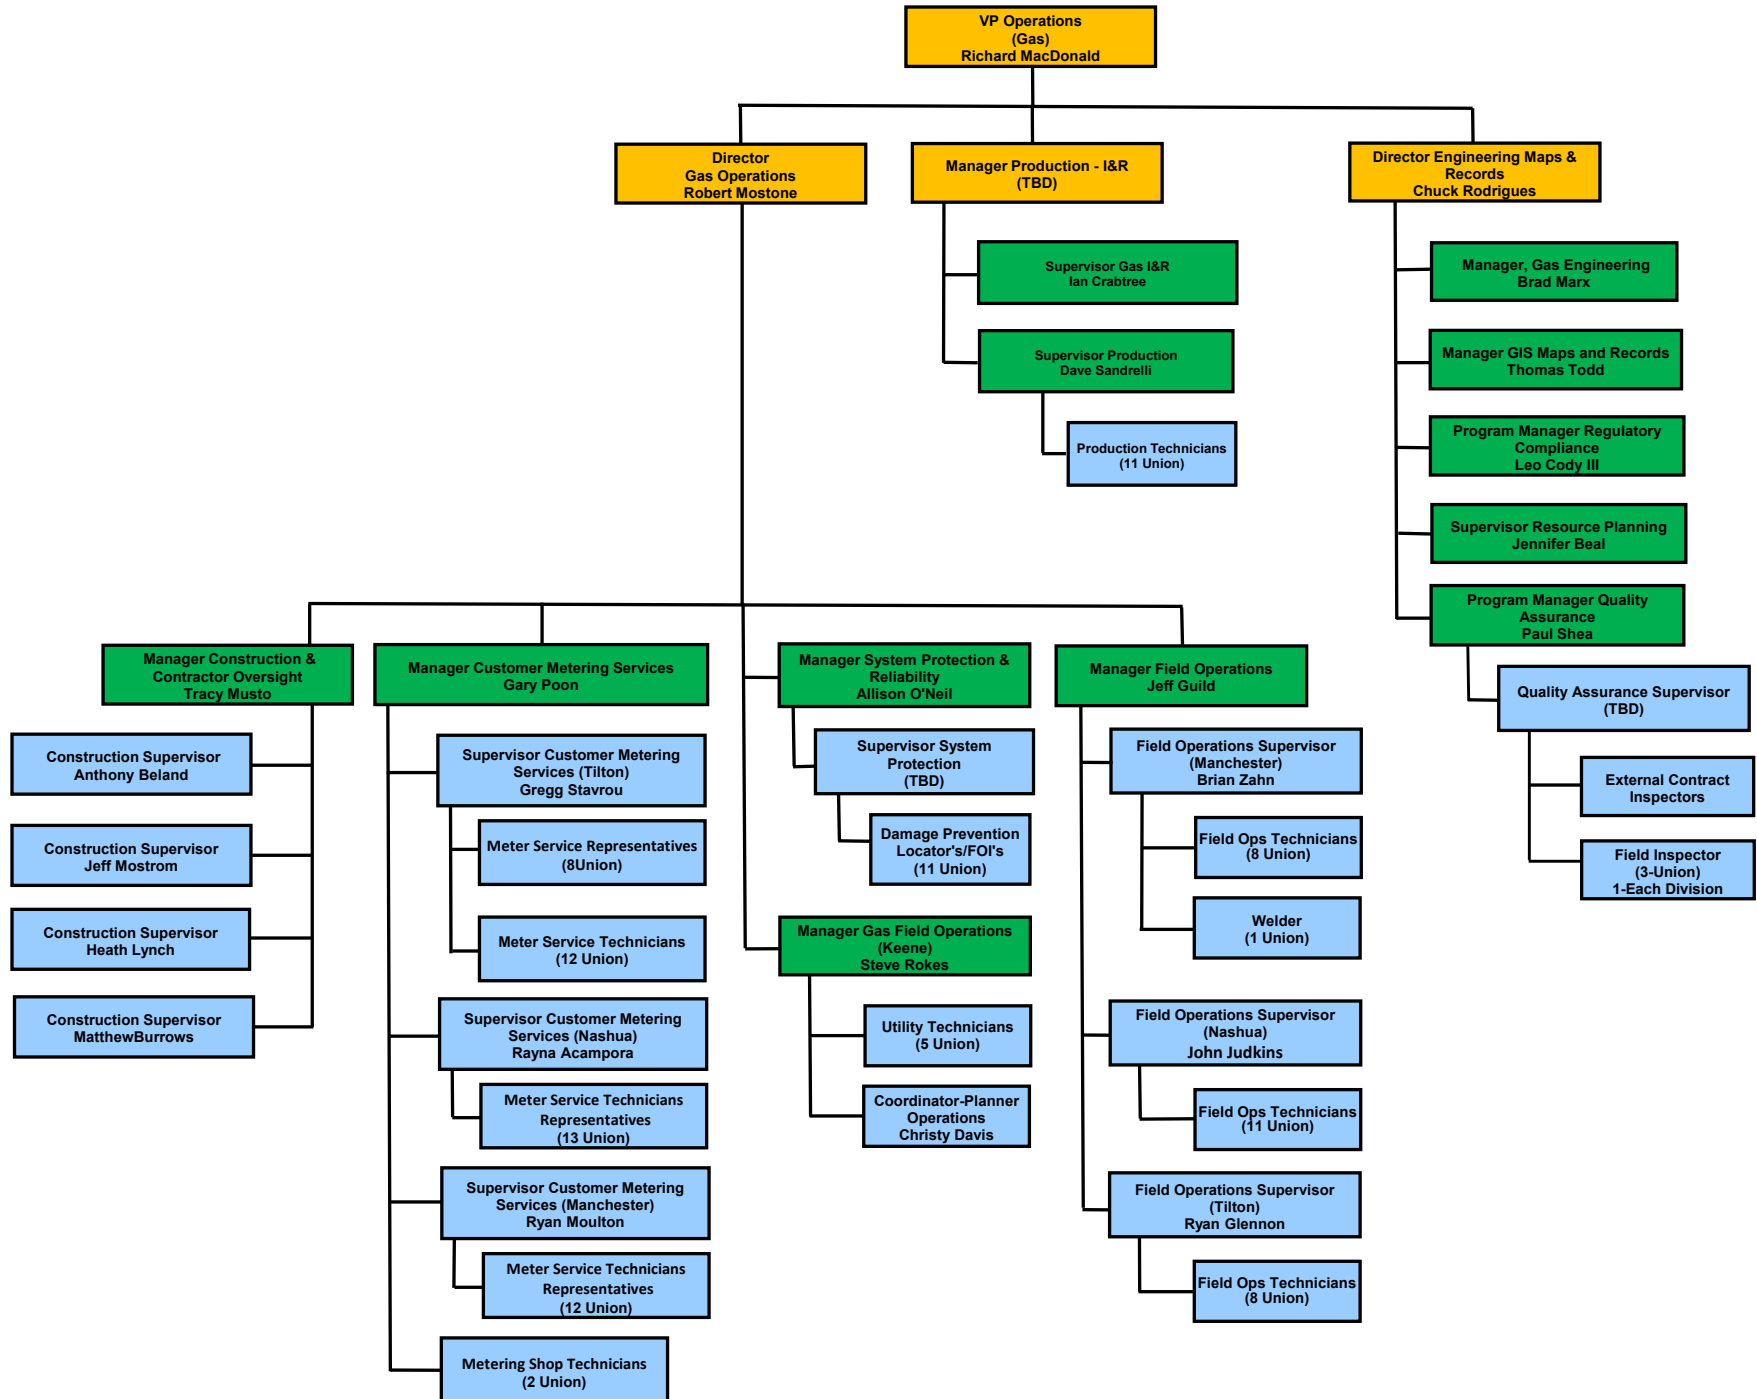 VP Operations
(Gas)
Richard MacDonald
Director
Gas Operations
Robert Mostone
Manager Production - I&R
(TBD)
Director Engineering Maps &
Records
Chuck Rodrigues
Supervisor Gas I&R
Ian Crabtree
Supervisor Production
Dave Sandrelli
Production Technicians
(11 Union)
Manager, Gas Engineering
Brad Marx
Manager GIS Maps and Records
Thomas Todd
Program Manager Regulatory
Compliance
Leo Cody III
Supervisor Resource Planning
Jennifer Beal
Program Manager Quality
Assurance
Paul Shea
Quality Assurance Supervisor
(TBD)
External Contract
Inspectors
Field Inspector
(3-Union)
1-Each Division
Manager Construction &
Contractor Oversight
Tracy Musto
Construction Supervisor
Anthony Beland
Construction Supervisor
Jeff Mostrom
Construction Supervisor
Heath Lynch
Construction Supervisor
MatthewBurrows
Manager Customer Metering Services
Gary Poon
Supervisor Customer Metering
Services (Tilton)
Gregg Stavrou
Meter Service Representatives
(8Union)
Meter Service Technicians
(12 Union)
Supervisor Customer Metering
Services (Nashua)
Rayna Acampora
Meter Service Technicians
Representatives
(13 Union)
Supervisor Customer Metering
Services (Manchester)
Ryan Moulton
Meter Service Technicians
Representatives
(12 Union)
Metering Shop Technicians
(2 Union)
Manager System Protection &
Reliability
Allison O'Neil
Supervisor System
Protection
(TBD)
Damage Prevention
Locator's/FOI's
(11 Union)
Manager Gas Field Operations
(Keene)
Steve Rokes
Utility Technicians
(5 Union)
Coordinator-Planner
Operations
Christy Davis
Manager Field Operations
Jeff Guild
Field Operations Supervisor
(Manchester)
Brian Zahn
Field Ops Technicians
(8 Union)
Welder
(1 Union)
Field Operations Supervisor
(Nashua)
John Judkins
Field Ops Technicians
(11 Union)
Field Operations Supervisor
(Tilton)
Ryan Glennon
Field Ops Technicians
(8 Union)